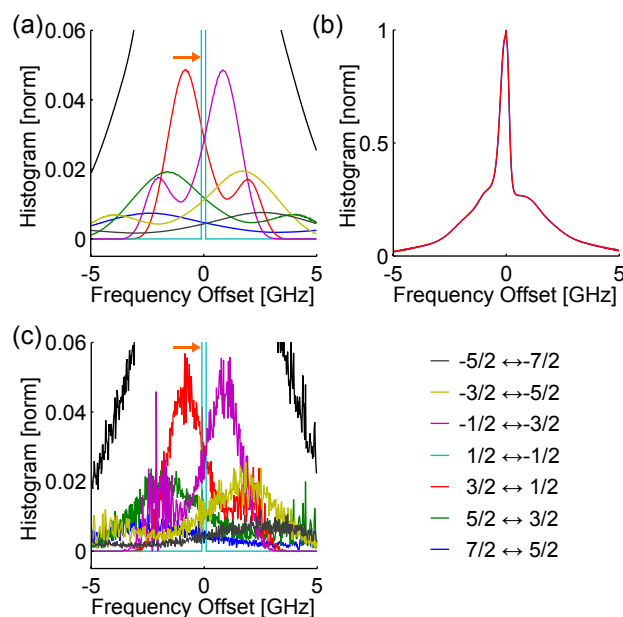 (a)
Histogram [norm]
0.06
0.04
0.02
0
-5 0 5
Frequency Offset [GHz]
(b)
Histogram [norm]
1
0.5
0
-5 0 5
Frequency Offset [GHz]
(c)
Histogram [norm]
0.06
0.04
0.02
0
-5 0 5
Frequency Offset [GHz]
-5/2 ↔-7/2
-3/2 ↔-5/2
-1/2 ↔-3/2
1/2 ↔-1/2
3/2 ↔ 1/2
5/2 ↔ 3/2
7/2 ↔ 5/2